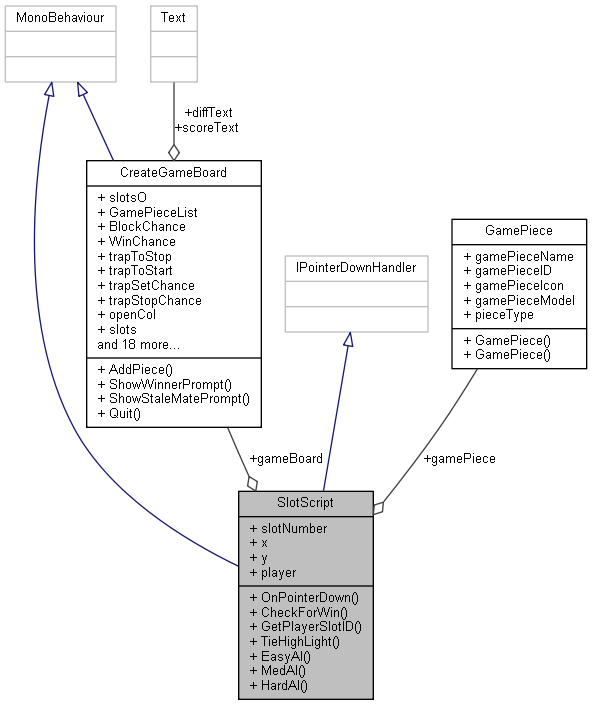 MonoBehaviour
Text
+diffText
+scoreText
CreateGameBoard
+ slotsO
+ GamePieceList
+ BlockChance
+ WinChance
+ trapToStop
+ trapToStart
+ trapSetChance
+ trapStopChance
+ openCol
+ slots
and 18 more...
+ AddPiece()
+ ShowWinnerPrompt()
+ ShowStaleMatePrompt()
+ Quit()
IPointerDownHandler
GamePiece
+ gamePieceName
+ gamePieceID
+ gamePieceIcon
+ gamePieceModel
+ pieceType
+ GamePiece()
+ GamePiece()
+gameBoard
+gamePiece
SlotScript
+ slotNumber
+ x
+ y
+ player
+ OnPointerDown()
+ CheckForWin()
+ GetPlayerSlotID()
+ TieHighLight()
+ EasyAI()
+ MedAI()
+ HardAI()